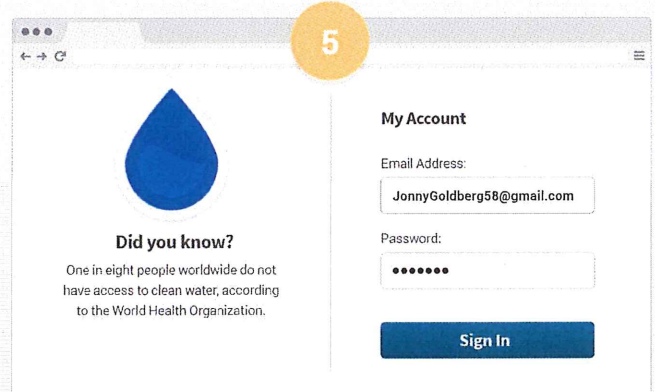 5
Did you know?
One in eight people worldwide do not
have access to clean water, according
to the World Health Organization.
My Account
Email Address:
JonnyGoldberg58@gmail.com
Password:
•••••••
Sign In